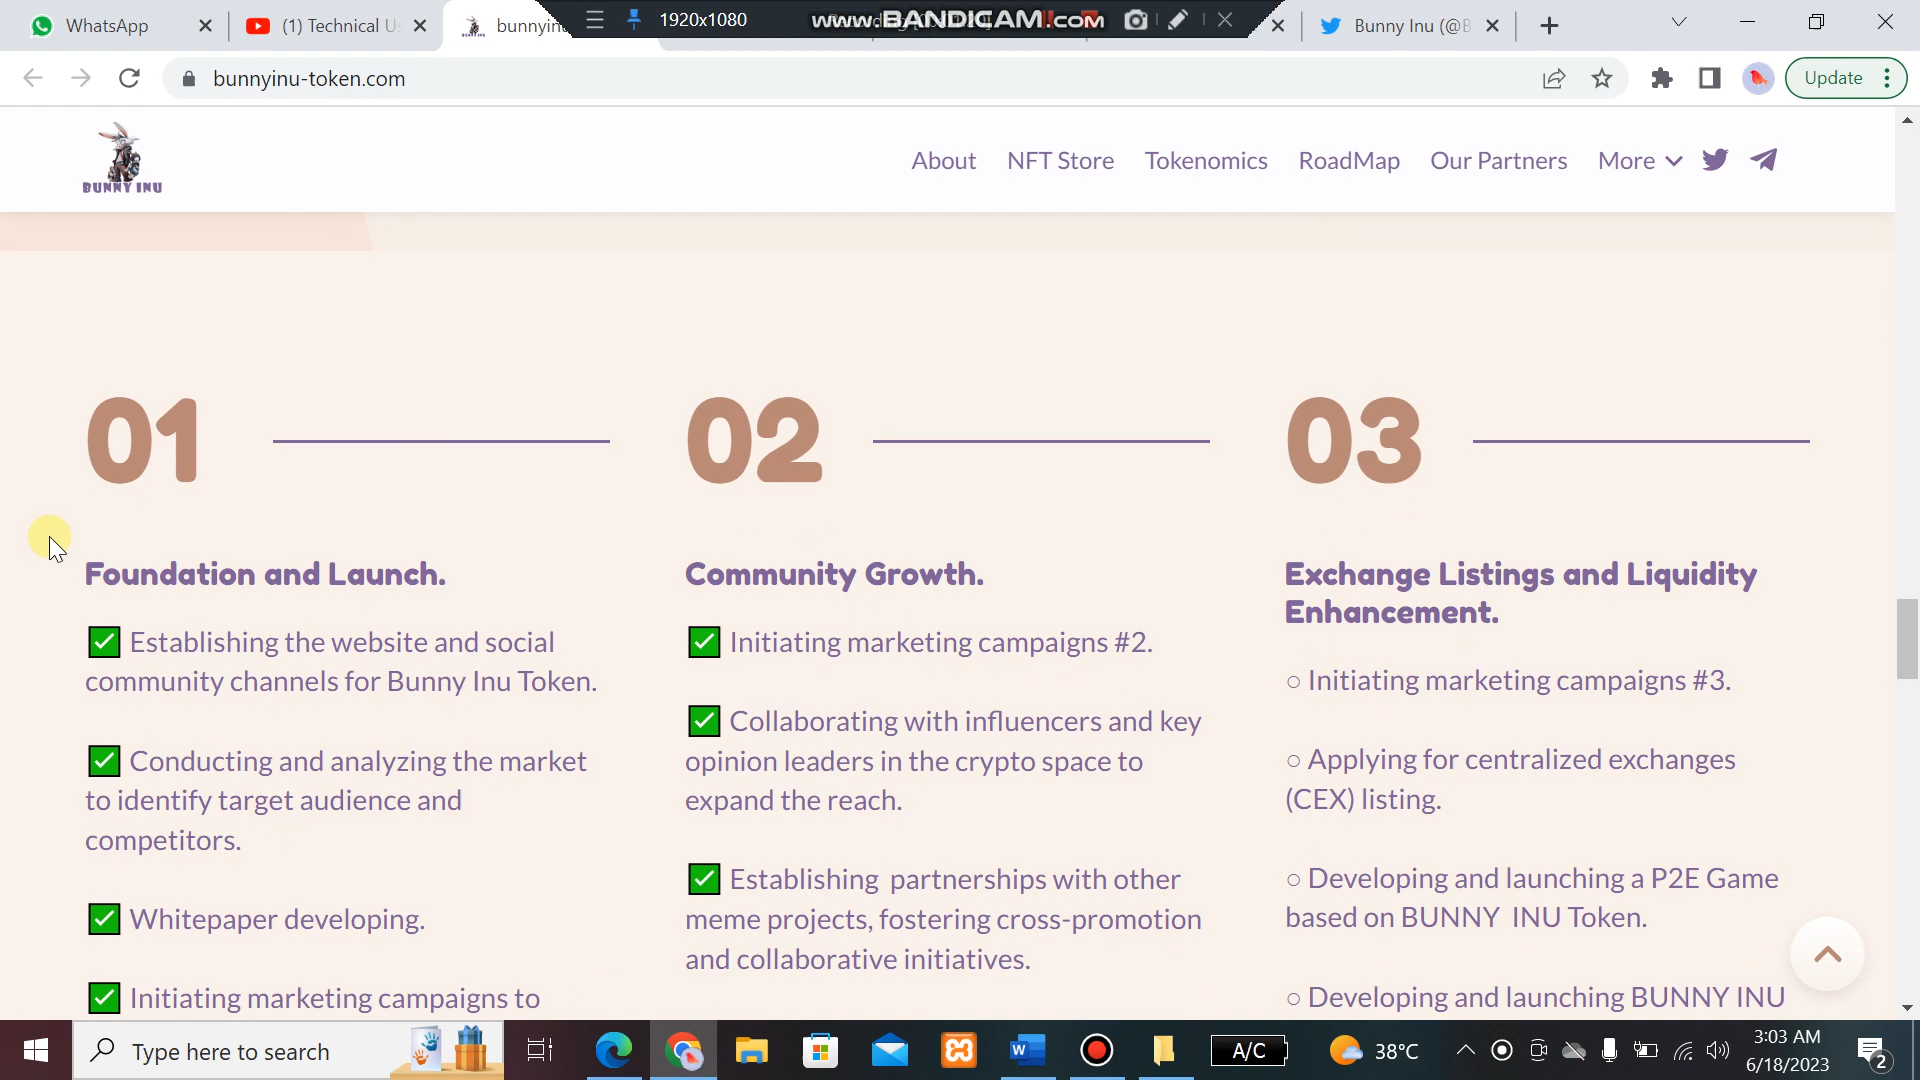 WhatsApp
(1) Technical U
bunnyin
1920x1080
www.BANDICAM.com
Bunny Inu (@B
bunnyinu-token.com
Update
BUNNY INU
About
NFT Store
Tokenomics
RoadMap
Our Partners
More
01
02
03
Foundation and Launch.
✅ Establishing the website and social
community channels for Bunny Inu Token.
✅ Conducting and analyzing the market
to identify target audience and
competitors.
✅ Whitepaper developing.
✅ Initiating marketing campaigns to
Community Growth.
✅ Initiating marketing campaigns #2.
✅ Collaborating with influencers and key
opinion leaders in the crypto space to
expand the reach.
✅ Establishing partnerships with other
meme projects, fostering cross-promotion
and collaborative initiatives.
Exchange Listings and Liquidity
Enhancement.
○ Initiating marketing campaigns #3.
○ Applying for centralized exchanges
(CEX) listing.
○ Developing and launching a P2E Game
based on BUNNY INU Token.
○ Developing and launching BUNNY INU
Type here to search
A/C
38°C
3:03 AM
6/18/2023
2